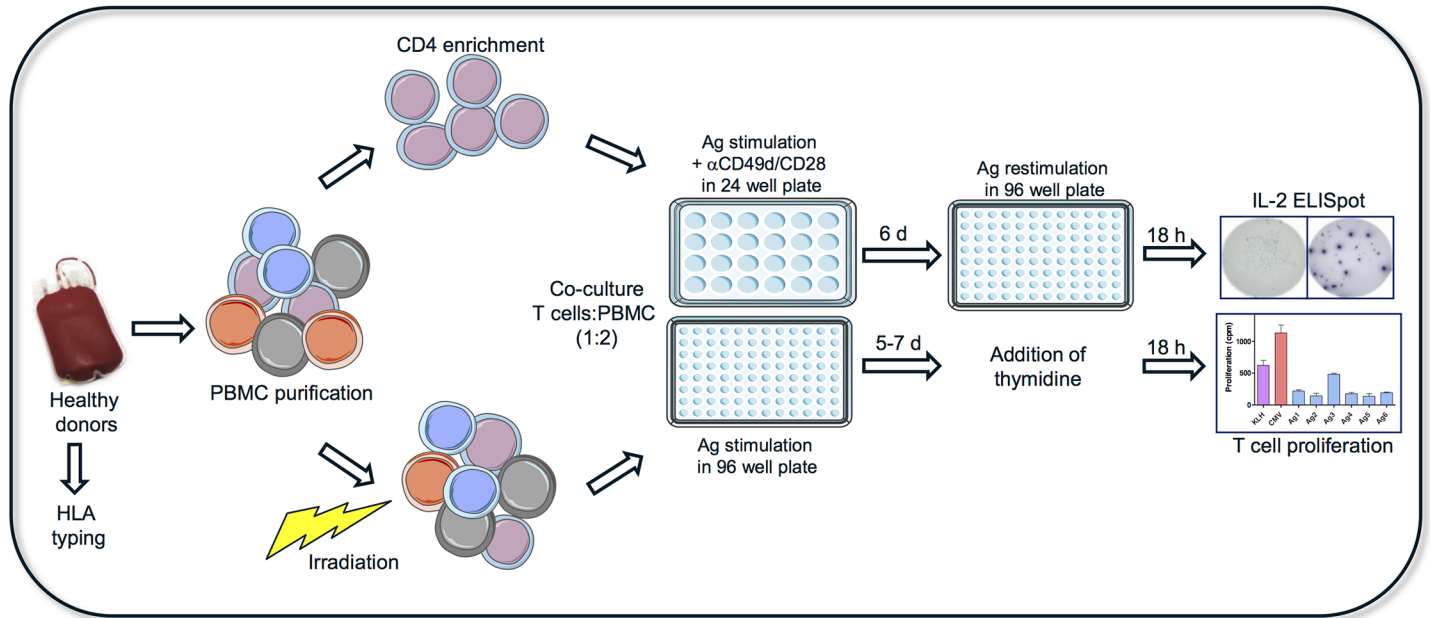 CD4 enrichment
Healthy
donors
HLA
typing
PBMC purification
Irradiation
Co-culture
T cells:PBMC
(1:2)
Ag stimulation
+ αCD49d/CD28
in 24 well plate
6 d
Ag restimulation
in 96 well plate
18 h
IL-2 ELISpot
Ag stimulation
in 96 well plate
5-7 d
Addition of
thymidine
18 h
Proliferation (cpm)
1000
500
0
KLH
CMV
Ag1
Ag2
Ag3
Ag4
Ag5
Ag6
T cell proliferation